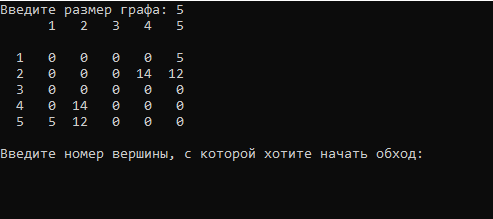 Введите размер графа: 5
1 2 3 4 5
1 0 0 0 0 5
2 0 0 0 14 12
3 0 0 0 0 0
4 0 14 0 0 0
5 5 12 0 0 0
Введите номер вершины, с которой хотите начать обход: